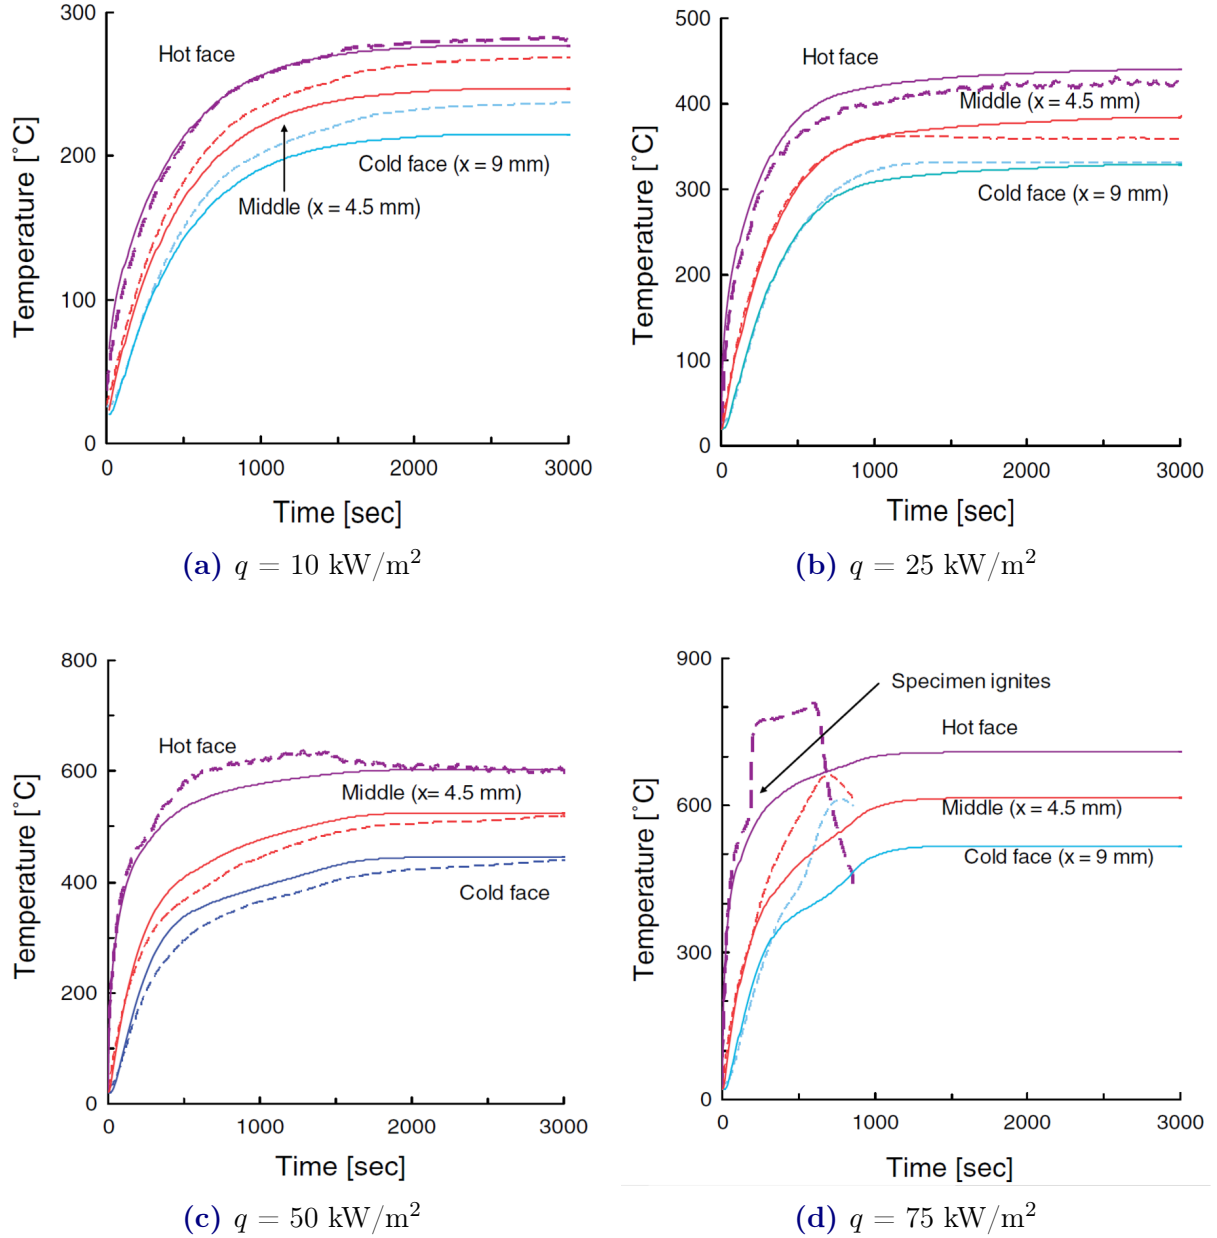 300
200
100
0
Temperature [˚C]
Hot face
Cold face (x = 9 mm)
Middle (x = 4.5 mm)
0 1000 2000 3000
Time [sec]
(a) q = 10 kW/m²
500
400
300
200
100
0
Temperature [˚C]
Hot face
Middle (x = 4.5 mm)
Cold face (x = 9 mm)
0 1000 2000 3000
Time [sec]
(b) q = 25 kW/m²
800
600
400
200
0
Temperature [˚C]
Hot face
Middle (x= 4.5 mm)
Cold face
0 1000 2000 3000
Time [sec]
(c) q = 50 kW/m²
900
600
300
0
Temperature [˚C]
Specimen ignites
Hot face
Middle (x = 4.5 mm)
Cold face (x = 9 mm)
0 1000 2000 3000
Time [sec]
(d) q = 75 kW/m²